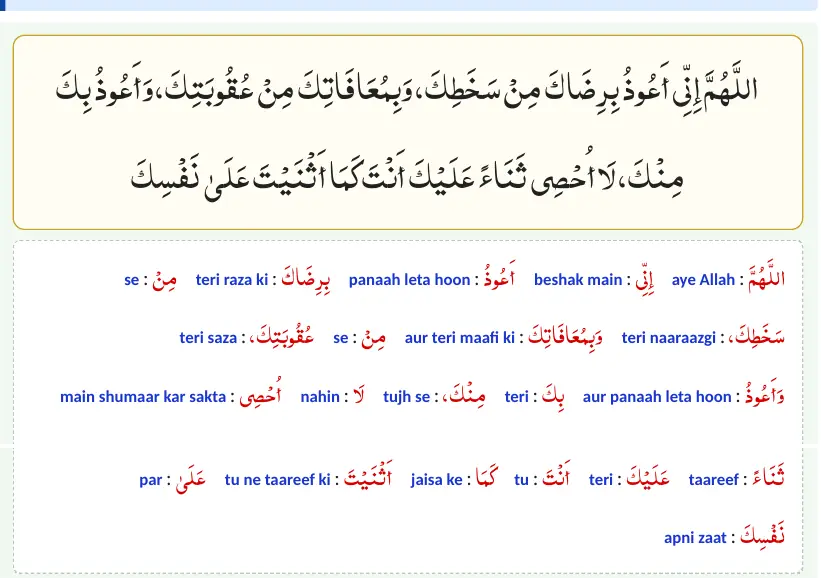 اللَّهُمَّ إِنِّي أَعُوذُ بِرِضَاكَ مِنْ سَخَطِكَ، وَبِمُعَافَاتِكَ مِنْ عُقُوبَتِكَ، وَأَعُوذُ بِكَ
مِنْكَ، لَا أُحْصِي ثَنَاءً عَلَيْكَ أَنْتَ كَمَا أَثْنَيْتَ عَلَىٰ نَفْسِكَ
اللَّهُمَّ : aye Allah إِنِّي : beshak main أَعُوذُ : panaah leta hoon بِرِضَاكَ : teri raza ki مِنْ : se
سَخَطِكَ، : teri naaraazgi وَبِمُعَافَاتِكَ : aur teri maafi ki مِنْ : se عُقُوبَتِكَ، : teri saza
وَأَعُوذُ : aur panaah leta hoon بِكَ : teri مِنْكَ، : tujh se لَا : nahin أُحْصِي : main shumaar kar sakta
ثَنَاءً : taareef عَلَيْكَ : teri أَنْتَ : tu كَمَا : jaisa ke أَثْنَيْتَ : tu ne taareef ki عَلَىٰ : par
نَفْسِكَ : apni zaat